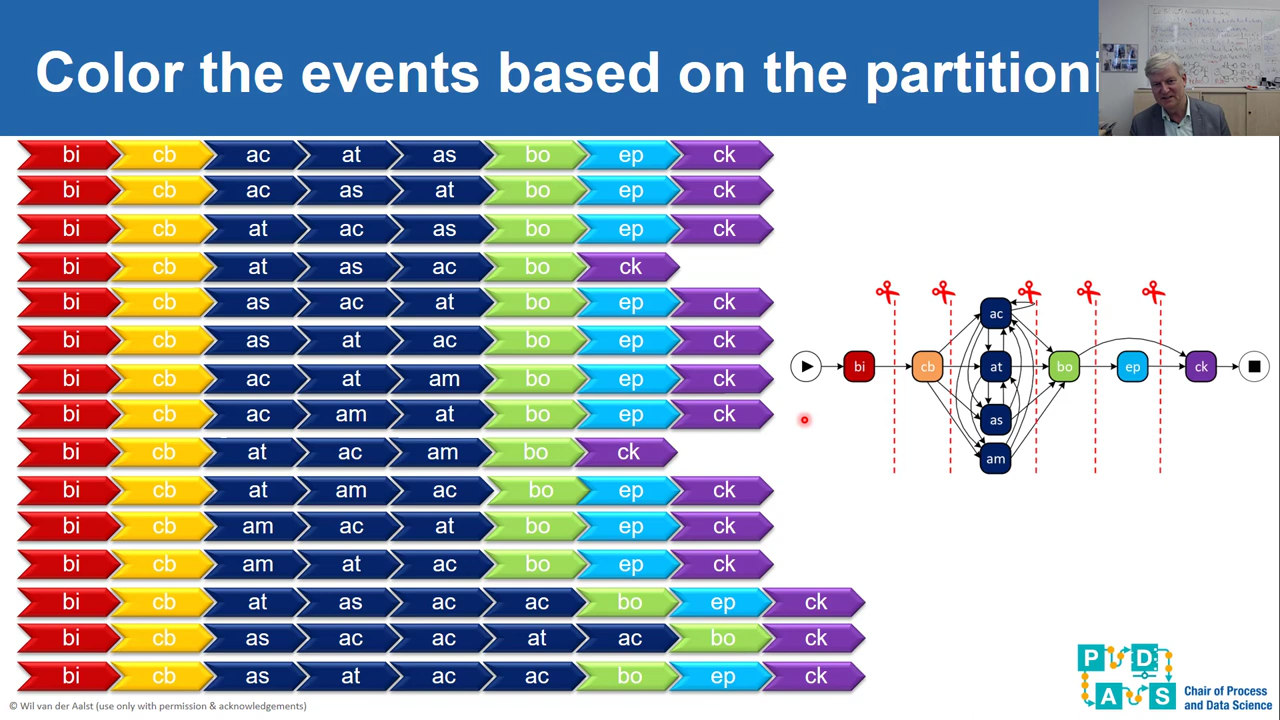 Color the events based on the partitioni
bi cb ac at as bo ep ck
bi cb ac as at bo ep ck
bi cb at ac as bo ep ck
bi cb at as ac bo ck
bi cb as ac at bo ep ck
bi cb as at ac bo ep ck
bi cb ac at am bo ep ck
bi cb ac am at bo ep ck
bi cb at ac am bo ck
bi cb at am ac bo ep ck
bi cb am ac at bo ep ck
bi cb am at ac bo ep ck
bi cb at as ac ac bo ep ck
bi cb as ac ac at ac bo ck
bi cb as at ac ac bo ep ck
ac
bi cb at bo ep ck
as
am
P D
A S
Chair of Process
and Data Science
© Wil van der Aalst (use only with permission & acknowledgements)